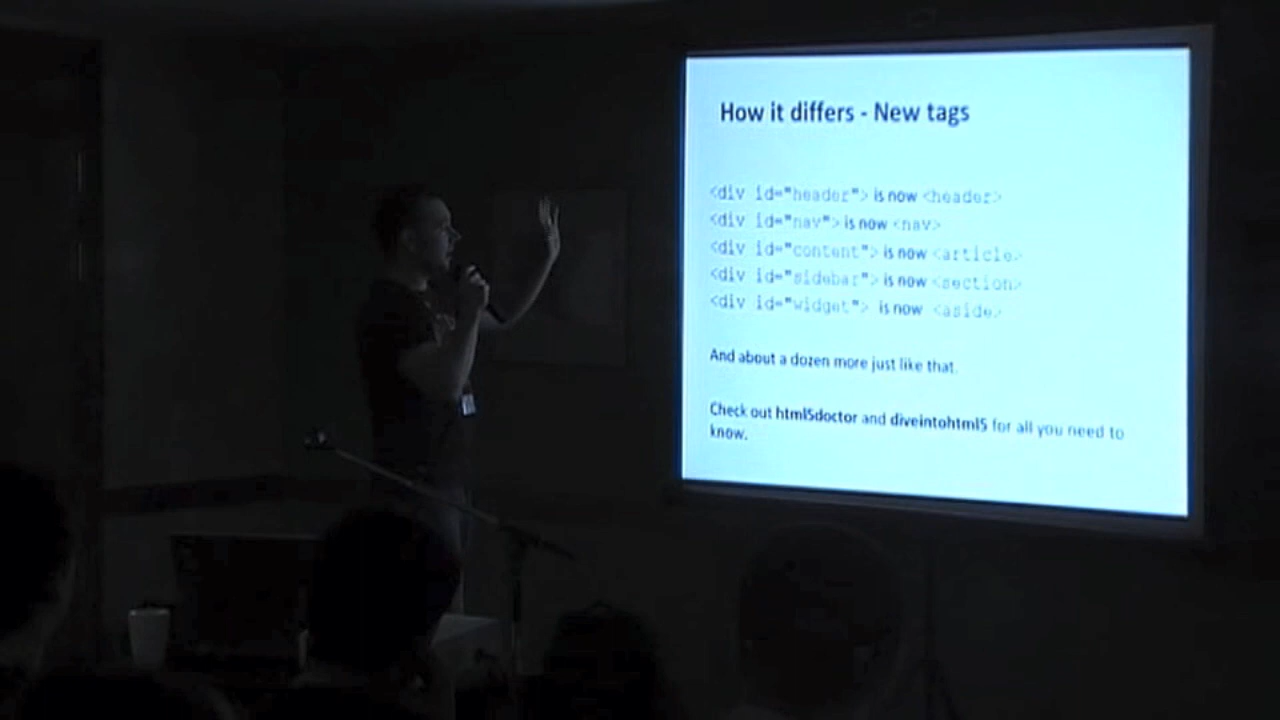 How it differs - New tags
<div id="header"> is now <header>
<div id="nav"> is now <nav>
<div id="content"> is now <article>
<div id="sidebar"> is now <section>
<div id="widget"> is now <aside>
And about a dozen more just like that.
Check out html5doctor and diveintohtml5 for all you need to
know.